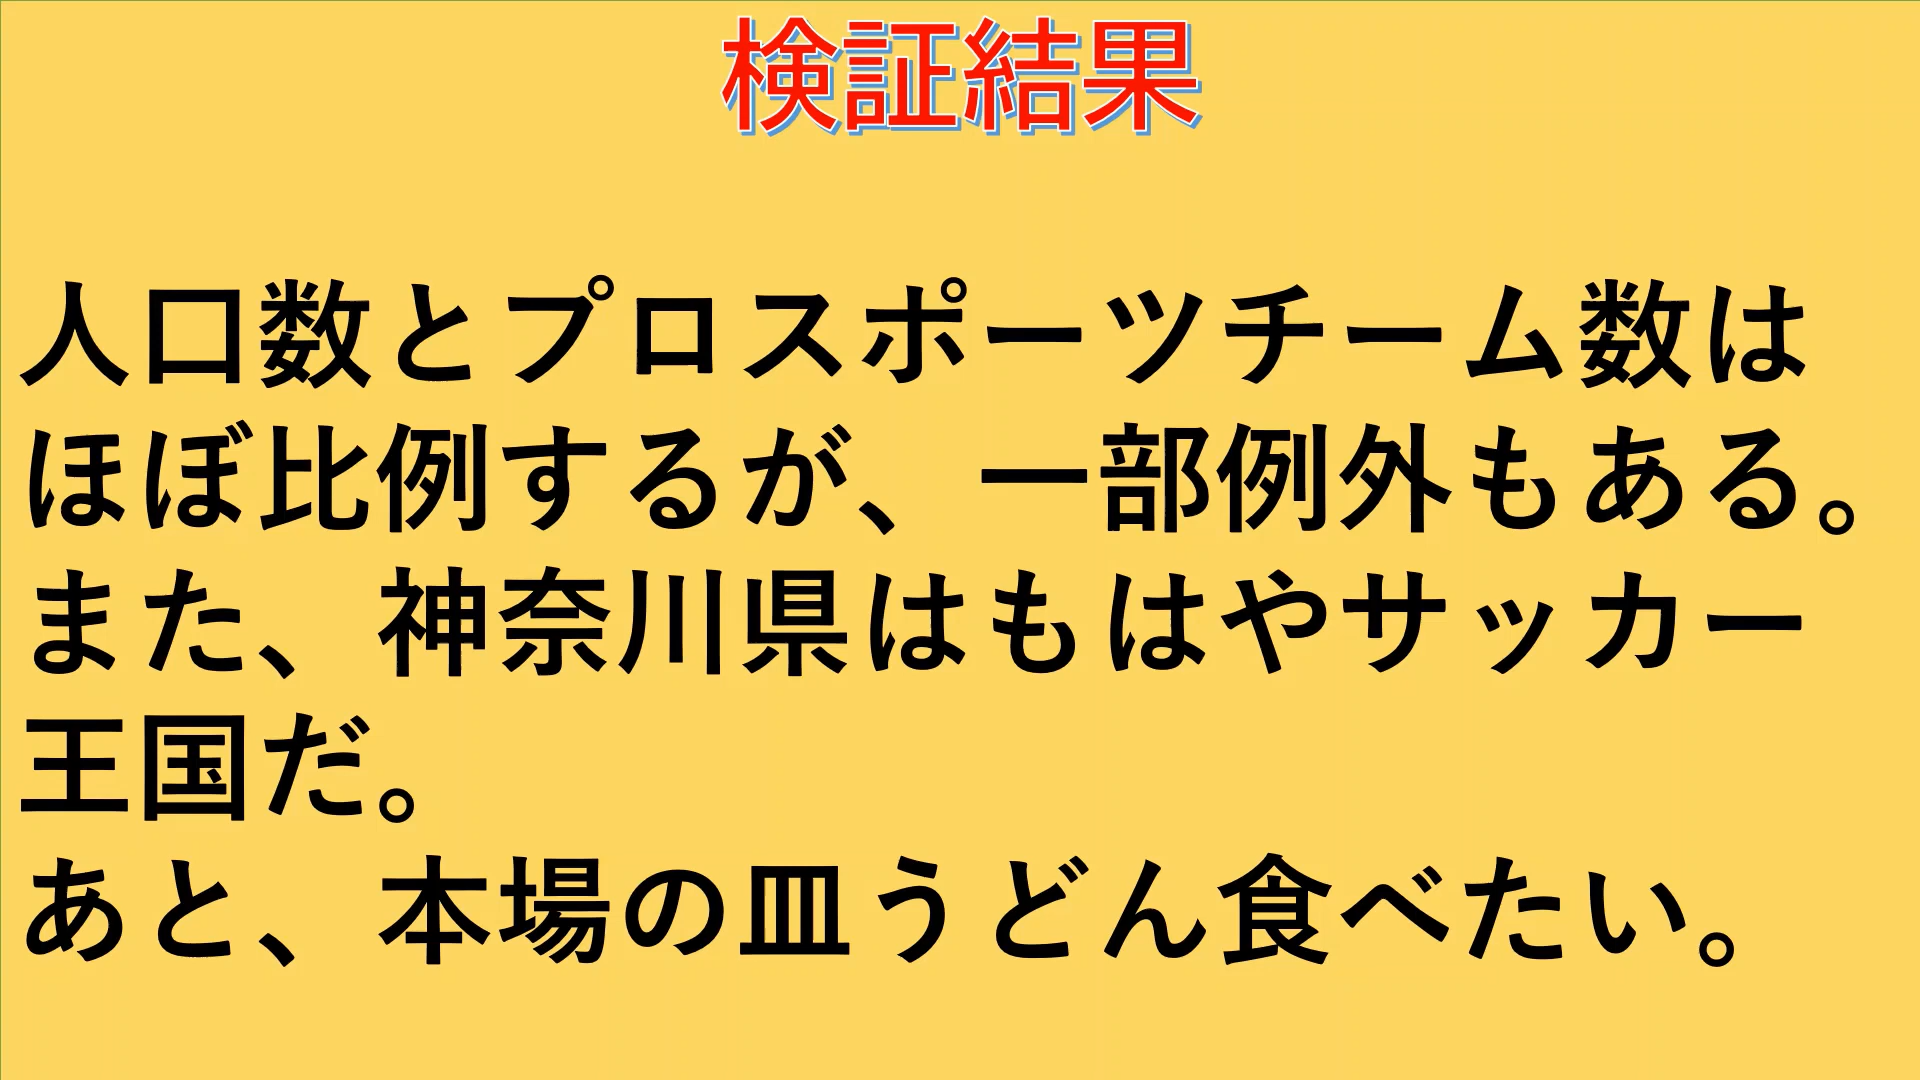 検証結果
人口数とプロスポーツチーム数は
ほぼ比例するが、一部例外もある。
また、神奈川県はもはやサッカー
王国だ。
あと、本場の皿うどん食べたい。